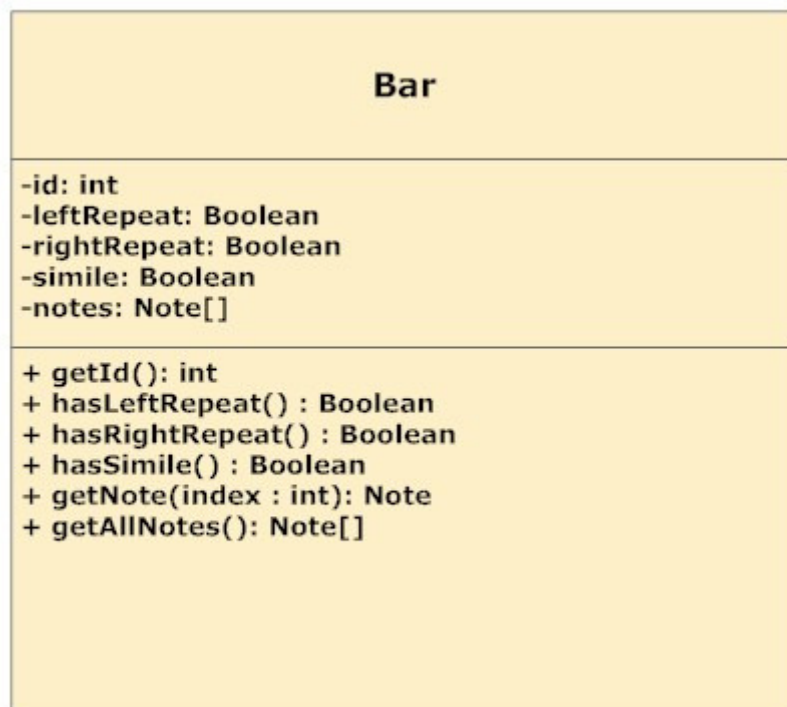 Bar
-id: int
-leftRepeat: Boolean
-rightRepeat: Boolean
-simile: Boolean
-notes: Note[]
+ getId(): int
+ hasLeftRepeat() : Boolean
+ hasRightRepeat() : Boolean
+ hasSimile() : Boolean
+ getNote(index : int): Note
+ getAllNotes(): Note[]